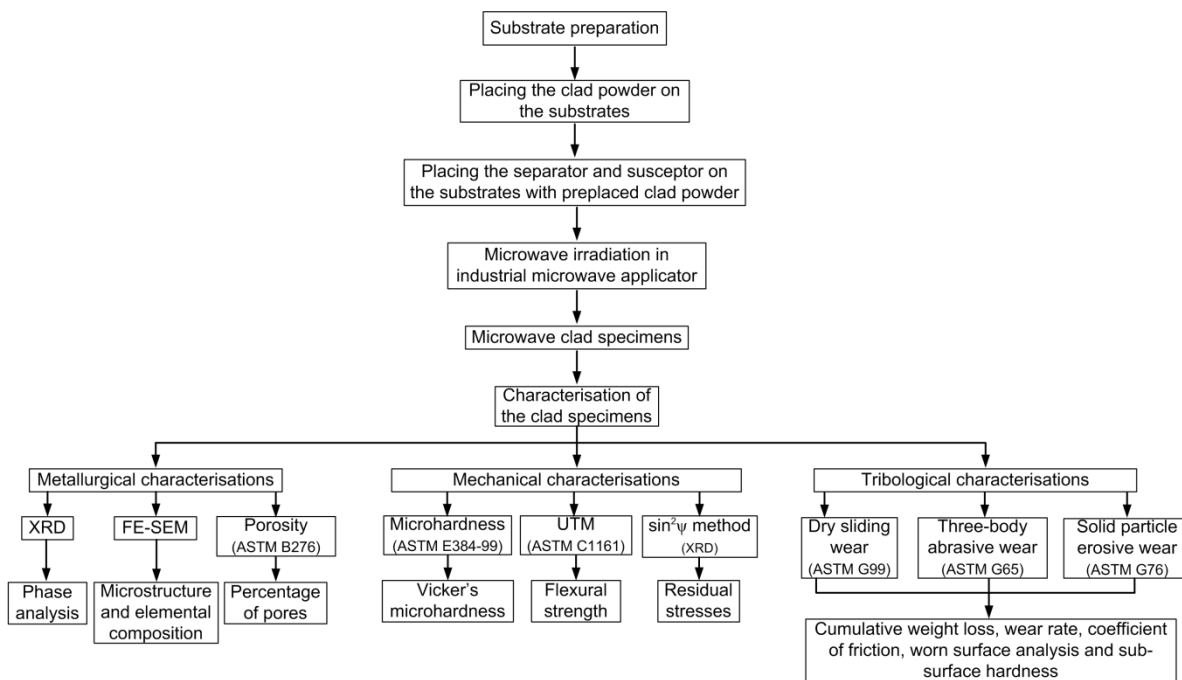 Substrate preparation
Placing the clad powder on
the substrates
Placing the separator and susceptor on
the substrates with preplaced clad powder
Microwave irradiation in
industrial microwave applicator
Microwave clad specimens
Characterisation of
the clad specimens
Metallurgical characterisations
XRD
FE-SEM
Porosity
(ASTM B276)
Phase
analysis
Microstructure
and elemental
composition
Percentage
of pores
Mechanical characterisations
Microhardness
(ASTM E384-99)
UTM
(ASTM C1161)
sin²ψ method
(XRD)
Vicker's
microhardness
Flexural
strength
Residual
stresses
Tribological characterisations
Dry sliding
wear
(ASTM G99)
Three-body
abrasive wear
(ASTM G65)
Solid particle
erosive wear
(ASTM G76)
Cumulative weight loss, wear rate, coefficient
of friction, worn surface analysis and sub-
surface hardness